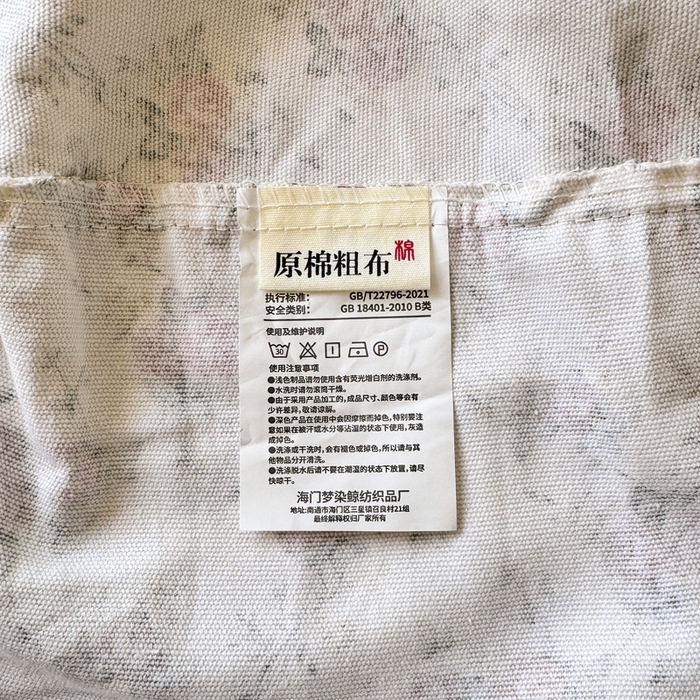 原棉粗布 棉
执行标准: GB/T22796-2021
安全类别: GB 18401-2010 B类
使用及维护说明
30 P
使用注意事项
●浅色制品请勿使用含有荧光增白剂的洗涤剂。
●水洗时请勿滚筒干燥。
●由于采用产品加工的,成品尺寸、颜色等会有
少许差异,敬请谅解。
●深色产品在使用中会因摩擦而掉色,特别要注
意如果在被汗或水分等沾温的状态下使用,灰造
成掉色。
●洗涤或干洗时,会有褪色或掉色,所以请与其
他物品分开清洗。
●洗涤脱水后请不要在潮温的状态下放置,请尽
快晾干。
海门梦染鲸纺织品厂
地址:南通市海门区三星镇召良村21组
最终解释权归厂家所有